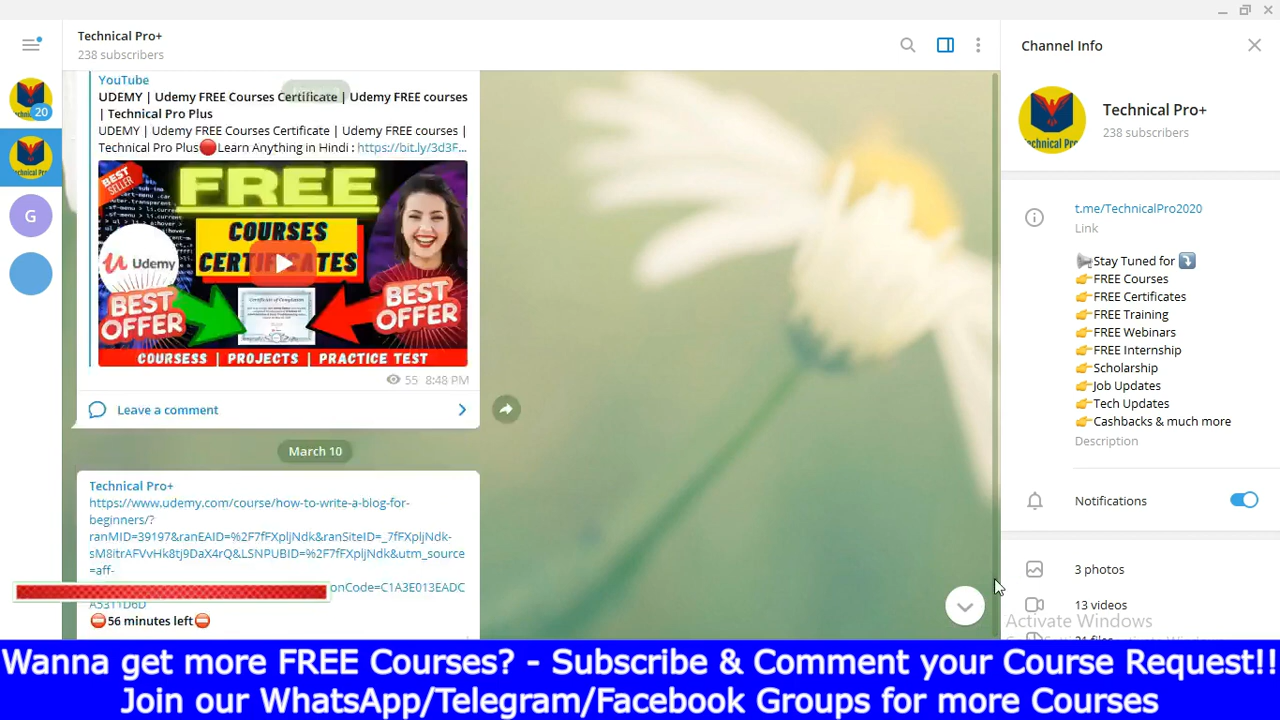 Technical Pro+
238 subscribers
YouTube
UDEMY | Udemy FREE Courses Certificate | Udemy FREE courses
| Technical Pro Plus
UDEMY | Udemy FREE Courses Certificate | Udemy FREE courses |
Technical Pro Plus🔴Learn Anything in Hindi : https://bit.ly/3d3F...
BEST
SELLER
FREE
COURSES
CERTIFICATES
Udemy
BEST
OFFER
BEST
OFFER
COURSESS | PROJECTS | PRACTICE TEST
55 8:48 PM
Leave a comment
March 10
Technical Pro+
https://www.udemy.com/course/how-to-write-a-blog-for-
beginners/?
ranMID=39197&ranEAID=%2F7fFXpljNdk&ranSiteID=_7fFXpljNdk-
sM8itrAFVvHk8tj9DaX4rQ&LSNPUBID=%2F7fFXpljNdk&utm_source
=aff-
onCode=C1A3E013EADC
A5311D6D
⛔56 minutes left⛔
20
G
Channel Info
Technical Pro+
238 subscribers
t.me/TechnicalPro2020
Link
📢Stay Tuned for ⤵️
👉FREE Courses
👉FREE Certificates
👉FREE Training
👉FREE Webinars
👉FREE Internship
👉Scholarship
👉Job Updates
👉Tech Updates
👉Cashbacks & much more
Description
Notifications
3 photos
13 videos
Activate Windows
Wanna get more FREE Courses? - Subscribe & Comment your Course Request!!
Join our WhatsApp/Telegram/Facebook Groups for more Courses